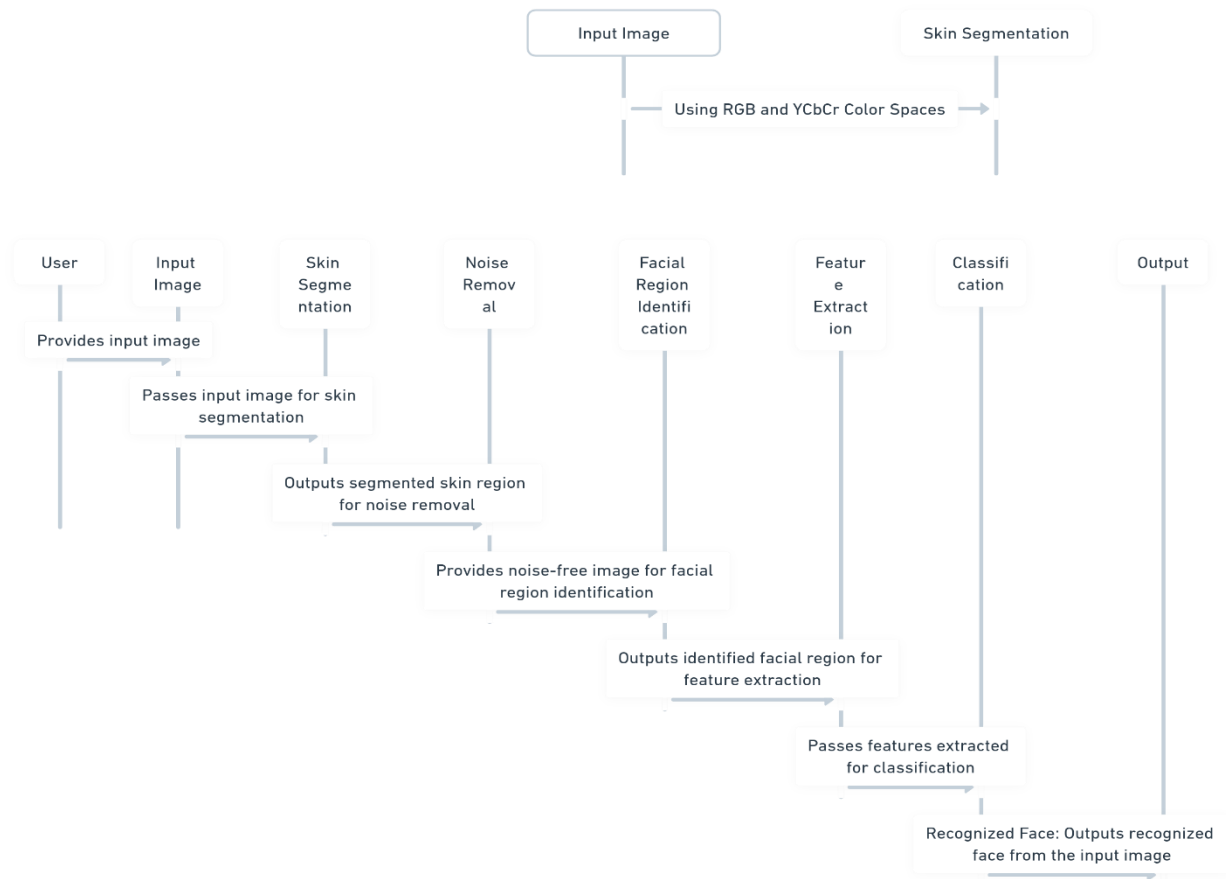 Input Image
Skin Segmentation
Using RGB and YCbCr Color Spaces
User
Input
Image
Skin
Segme
ntation
Noise
Remov
al
Facial
Region
Identifi
cation
Featur
e
Extract
ion
Classifi
cation
Output
Provides input image
Passes input image for skin
segmentation
Outputs segmented skin region
for noise removal
Provides noise-free image for facial
region identification
Outputs identified facial region for
feature extraction
Passes features extracted
for classification
Recognized Face: Outputs recognized
face from the input image